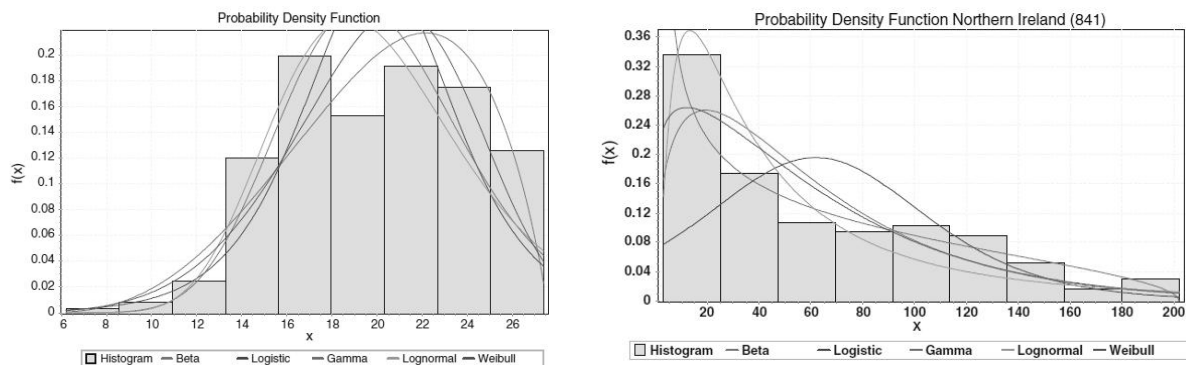 Probability Density Function
0.2
0.18
0.16
0.14
0.12
0.1
0.08
0.06
0.04
0.02
0
f(x)
6 8 10 12 14 16 18 20 22 24 26
x
Histogram Beta Logistic Gamma Lognormal Weibull
Probability Density Function Northern Ireland (841)
0.36
0.32
0.28
0.24
0.2
0.16
0.12
0.08
0.04
0
f(x)
20 40 60 80 100 120 140 160 180 200
x
Histogram Beta Logistic Gamma Lognormal Weibull